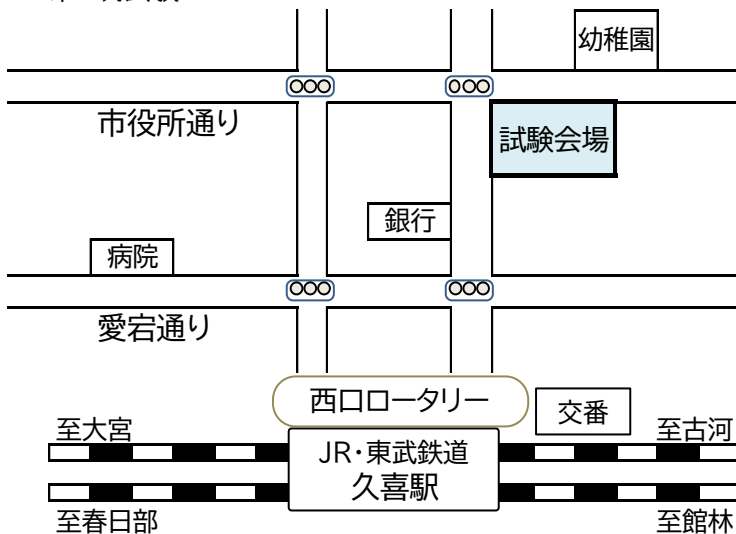 幼稚園
市役所通り
試験会場
銀行
病院
愛宕通り
西口ロータリー
交番
至大宮
至古河
JR・東武鉄道
久喜駅
至春日部
至館林